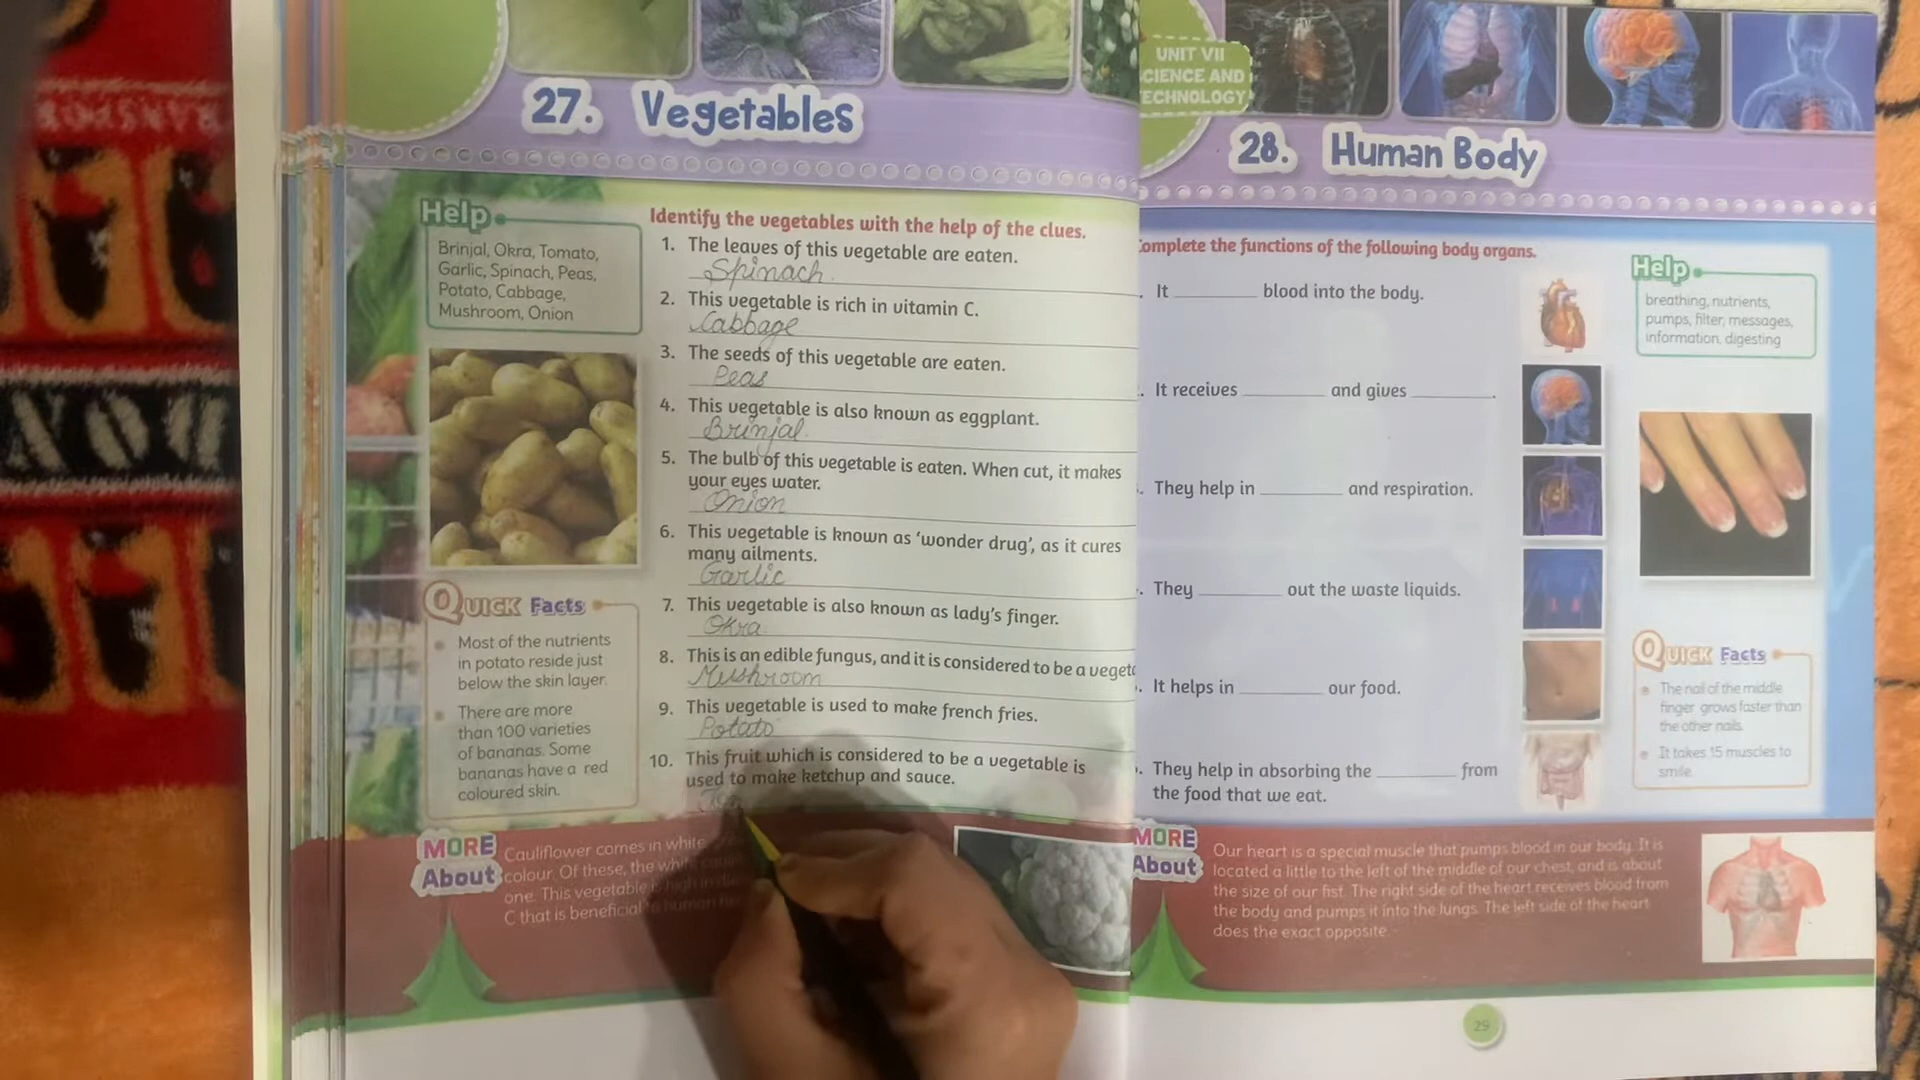 27. Vegetables
Help
Brinjal, Okra, Tomato,
Garlic, Spinach, Peas,
Potato, Cabbage,
Mushroom, Onion
Identify the vegetables with the help of the clues.
1. The leaves of this vegetable are eaten.
Spinach
2. This vegetable is rich in vitamin C.
Cabbage
3. The seeds of this vegetable are eaten.
Peas
4. This vegetable is also known as eggplant.
Brinjal
5. The bulb of this vegetable is eaten. When cut, it makes
your eyes water.
Onion
6. This vegetable is known as ‘wonder drug’, as it cures
many ailments.
Garlic
7. This vegetable is also known as lady’s finger.
Okra
8. This is an edible fungus, and it is considered to be a veget
Mushroom
9. This vegetable is used to make french fries.
Potato
10. This fruit which is considered to be a vegetable is
used to make ketchup and sauce.
QUICK Facts
Most of the nutrients
in potato reside just
below the skin layer.
There are more
than 100 varieties
of bananas. Some
bananas have a red
coloured skin.
MORE About
Cauliflower comes in white
colour. Of these, the white
one. This vegetable is high in
C that is beneficial to human
UNIT VII
CIENCE AND
ECHNOLOGY
28. Human Body
omplete the functions of the following body organs.
. It ________ blood into the body.
. It receives ________ and gives ________.
. They help in ________ and respiration.
. They ________ out the waste liquids.
. It helps in ________ our food.
. They help in absorbing the ________ from
the food that we eat.
Help
breathing, nutrients,
pumps, filter, messages,
information, digesting
QUICK Facts
The nail of the middle
finger grows faster than
the other nails.
It takes 15 muscles to
smile.
MORE About
Our heart is a special muscle that pumps blood in our body. It is
located a little to the left of the middle of our chest, and is about
the size of our fist. The right side of the heart receives blood from
the body and pumps it into the lungs. The left side of the heart
does the exact opposite.
29